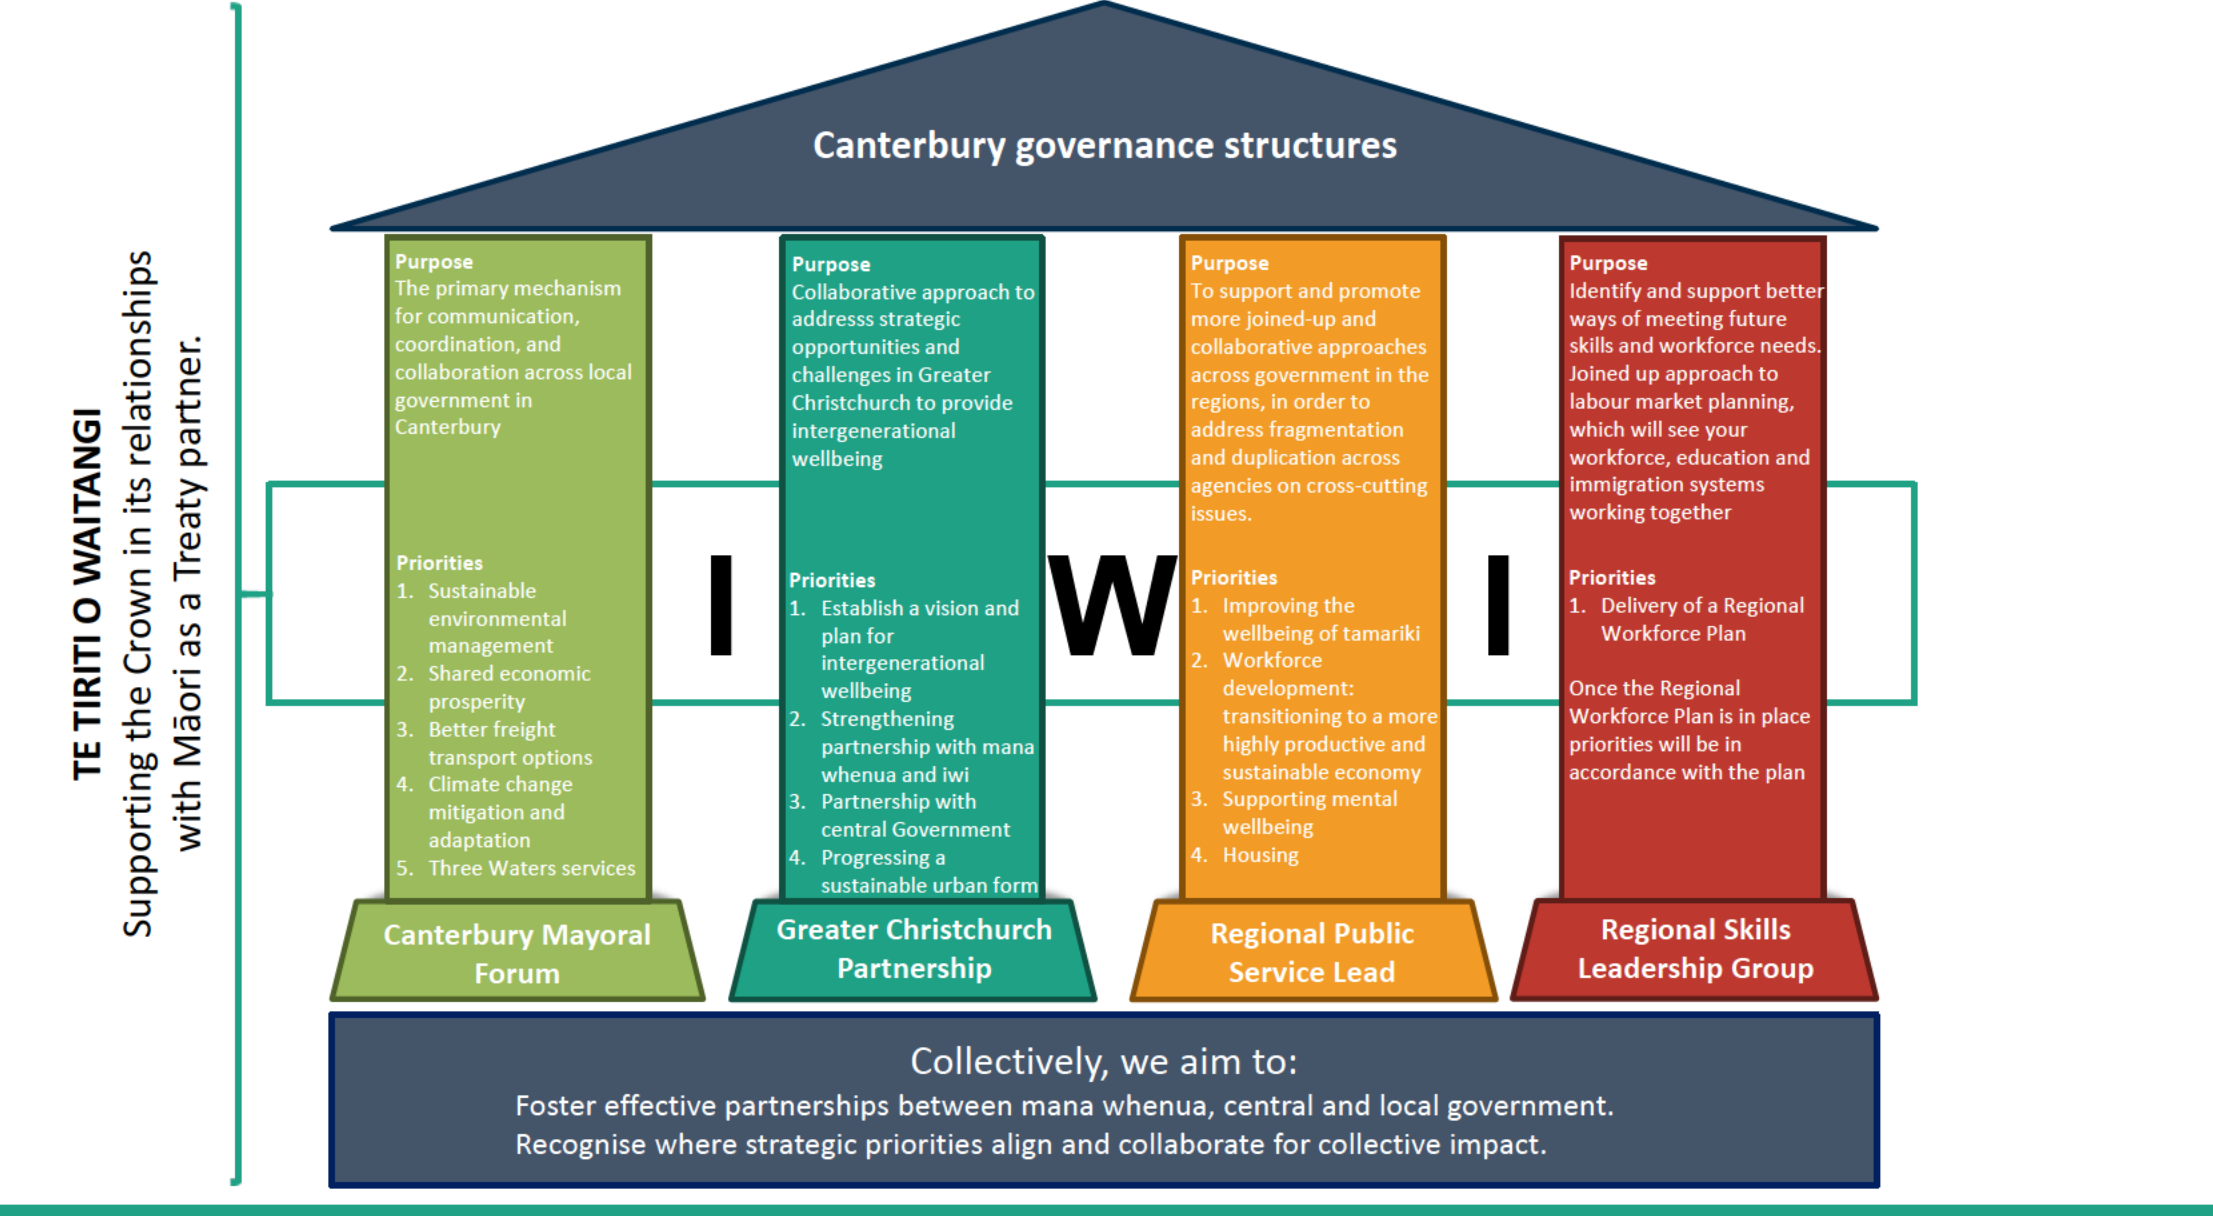 TE TIRITI O WAITANGI
Supporting the Crown in its relationships
with Māori as a Treaty partner.
Canterbury governance structures
Purpose
The primary mechanism
for communication,
coordination, and
collaboration across local
government in
Canterbury
Priorities
1. Sustainable
environmental
management
2. Shared economic
prosperity
3. Better freight
transport options
4. Climate change
mitigation and
adaptation
5. Three Waters services
Canterbury Mayoral
Forum
I
Purpose
Collaborative approach to
addresss strategic
opportunities and
challenges in Greater
Christchurch to provide
intergenerational
wellbeing
Priorities
1. Establish a vision and
plan for
intergenerational
wellbeing
2. Strengthening
partnership with mana
whenua and iwi
3. Partnership with
central Government
4. Progressing a
sustainable urban form
Greater Christchurch
Partnership
W
Purpose
To support and promote
more joined-up and
collaborative approaches
across government in the
regions, in order to
address fragmentation
and duplication across
agencies on cross-cutting
issues.
Priorities
1. Improving the
wellbeing of tamariki
2. Workforce
development:
transitioning to a more
highly productive and
sustainable economy
3. Supporting mental
wellbeing
4. Housing
Regional Public
Service Lead
I
Purpose
Identify and support better
ways of meeting future
skills and workforce needs.
Joined up approach to
labour market planning,
which will see your
workforce, education and
immigration systems
working together
Priorities
1. Delivery of a Regional
Workforce Plan
Once the Regional
Workforce Plan is in place
priorities will be in
accordance with the plan
Regional Skills
Leadership Group
Collectively, we aim to:
Foster effective partnerships between mana whenua, central and local government.
Recognise where strategic priorities align and collaborate for collective impact.